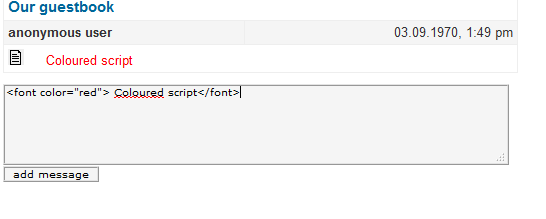 Our guestbook
anonymous user 03.09.1970, 1:49 pm
Coloured script
<font color="red"> Coloured script</font>
add message